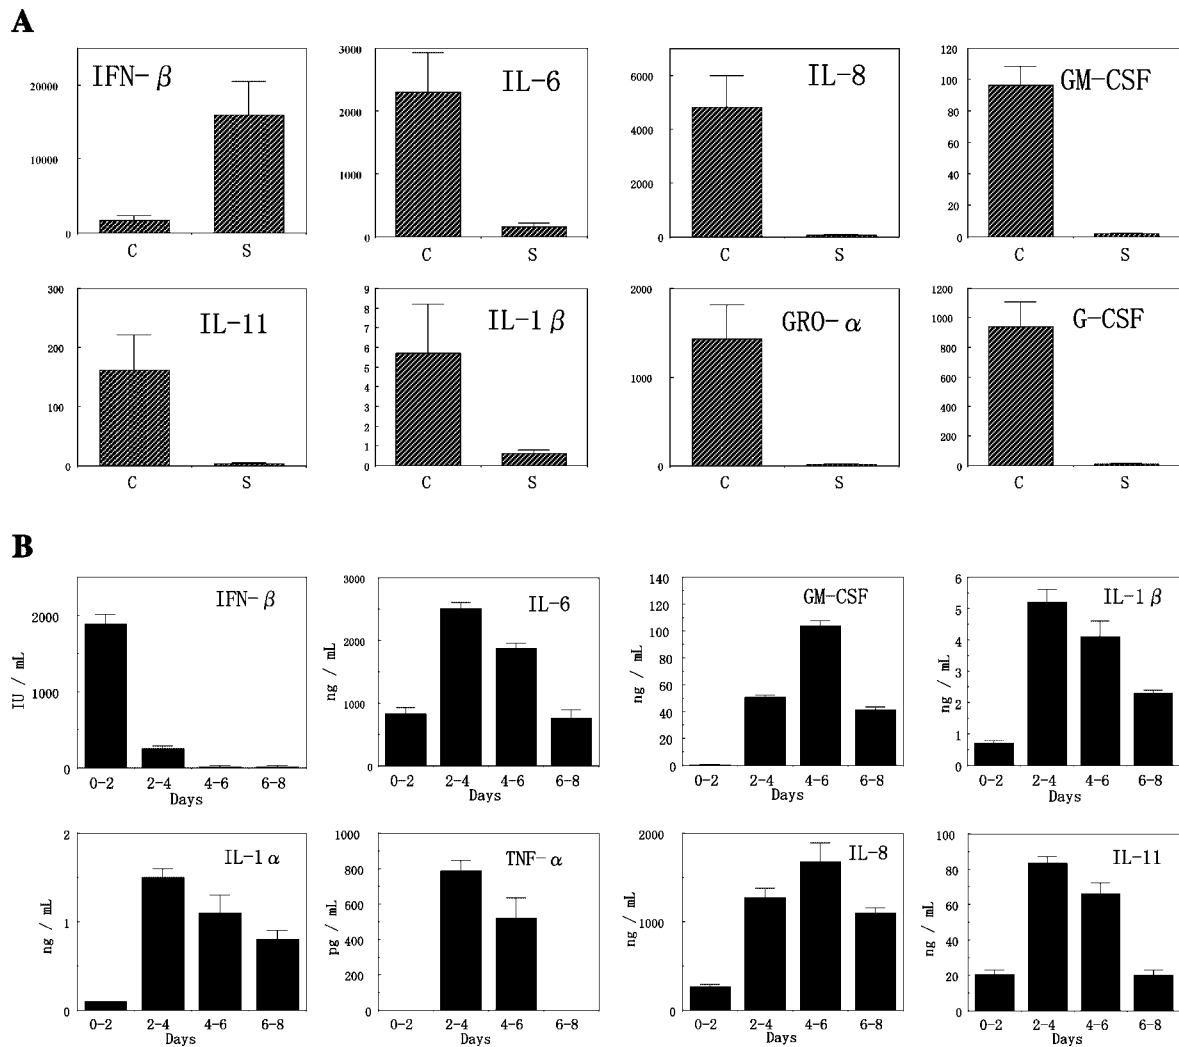 A
IFN-β
20000
10000
0
C S
IL-6
3000
2000
1000
0
C S
IL-8
6000
4000
2000
0
C S
GM-CSF
120
100
80
60
40
20
0
C S
IL-11
300
200
100
0
C S
IL-1β
9
8
7
6
5
4
3
2
1
0
C S
GRO-α
2000
1000
0
C S
G-CSF
1200
1000
800
600
400
200
0
C S
B
IFN-β
IU / mL
2000
1000
0
0-2 2-4 4-6 6-8
Days
IL-6
ng / mL
3000
2000
1000
0
0-2 2-4 4-6 6-8
Days
GM-CSF
ng / mL
140
120
100
80
60
40
20
0
0-2 2-4 4-6 6-8
Days
IL-1β
ng / mL
6
5
4
3
2
1
0
0-2 2-4 4-6 6-8
Days
IL-1α
ng / mL
2
1
0
0-2 2-4 4-6 6-8
Days
TNF-α
pg / mL
1000
800
600
400
200
0
0-2 2-4 4-6 6-8
Days
IL-8
ng / mL
2000
1000
0
0-2 2-4 4-6 6-8
Days
IL-11
ng / mL
100
80
60
40
20
0
0-2 2-4 4-6 6-8
Days